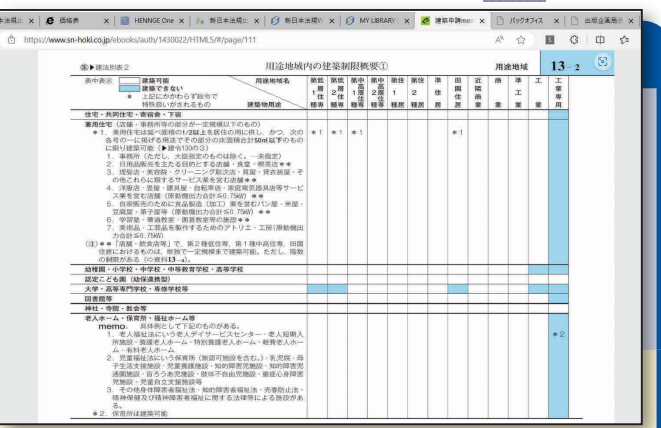 本法規出
価格表
HENNGE One
新日本法規出
新日本法規W
MY LIBRARY |
建築申請mem
バックオフィス
出版企画局
https://www.sn-hoki.co.jp/ebooks/auth/1430022/HTML5/#/page/111
▶建法別表2
用途地域内の建築制限概要①
用途地域
13-2
表中表示
建築可能
建築できない
* 上記にかかわらず政令で
特殊扱いがされるもの
用途地域名
建築物用途
第1種低層住専
第2種低層住専
第1種中高層住専
第2種中高層住専
第1種住居
第2種住居
準住居
田園住居
近隣商業
商業
準工業
工業
工業専用
住宅・共同住宅・寄宿舎・下宿
兼用住宅(店舗・事務所等の部分が一定規模以下のもの)
*1. 兼用住宅は延べ面積の1/2以上を居住の用に供し、かつ、次の
各号の一に掲げる用途でその部分の床面積合計50㎡以下のもの
に限り建築可能(▶建令130の3)
*1 *1 *1 *1
1. 事務所(ただし、大臣指定のものは除く。…未指定)
2. 日用品販売を主たる目的とする店舗・食堂・喫茶店**
3. 理髪店・美容院・クリーニング取次店・質屋・貸衣装屋・そ
の他これらに類するサービス業を営む店舗**
4. 洋服店・畳屋・建具屋・自転車店・家庭電気器具店等サービ
ス業を営む店舗(原動機出力合計≦0.75kW)**
5. 自家販売のために食品製造(加工)業を営むパン屋・米屋・
豆腐屋・菓子屋等(原動機出力合計≦0.75kW)**
6. 学習塾・華道教室・囲碁教室等の施設**
7. 美術品・工芸品を製作するためのアトリエ・工房(原動機出
力合計≦0.75kW)
(注)**「店舗・飲食店等」で、第2種低専、第1種中高住専、田園
住居におけるものは、単独で一定規模まで建築可能。ただし、階数
の制限がある(⇨資料13-4)。
幼稚園・小学校・中学校・中等教育学校・高等学校
認定こども園(幼保連携型)
大学・高等専門学校・専修学校等
図書館等
神社・寺院・教会等
老人ホーム・保育所・福祉ホーム等
memo. 具体例として下記のものがある。
*2
1. 老人福祉法にいう老人デイサービスセンター・老人短期入
所施設・養護老人ホーム・特別養護老人ホーム・軽費老人ホー
ム・有料老人ホーム
2. 児童福祉法にいう保育所(無認可施設を含む。)・乳児院・母
子生活支援施設・児童養護施設・知的障害児施設・知的障害児
通園施設・盲ろうあ児施設・肢体不自由児施設・重症心身障害
児施設・児童自立支援施設等
3. その他身体障害者福祉法・知的障害者福祉法・売春防止法・
精神保健及び精神障害者福祉に関する法律等による施設があ
る。
*2. 保育所は建築可能